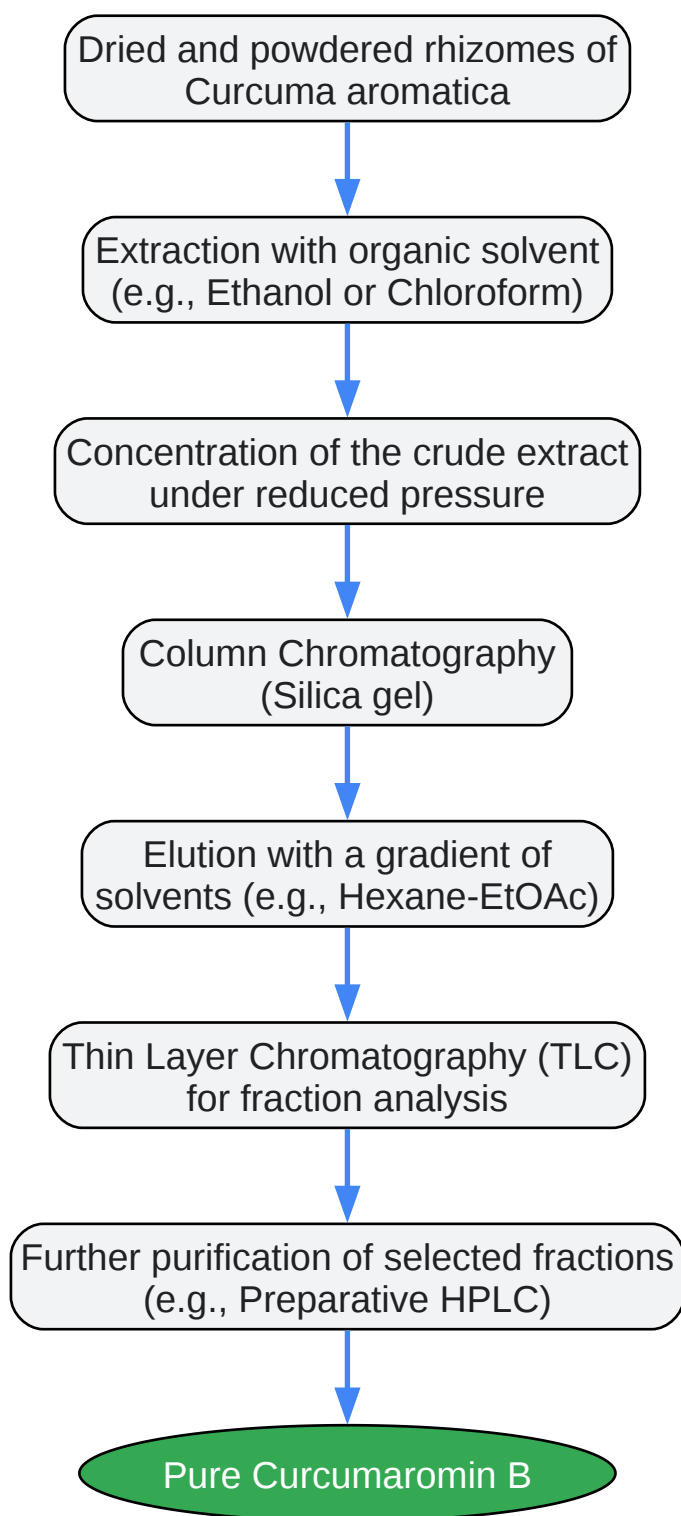 Dried and powdered rhizomes of
Curcuma aromatica
Extraction with organic solvent
(e.g., Ethanol or Chloroform)
Concentration of the crude extract
under reduced pressure
Column Chromatography
(Silica gel)
Elution with a gradient of
solvents (e.g., Hexane-EtOAc)
Thin Layer Chromatography (TLC)
for fraction analysis
Further purification of selected fractions
(e.g., Preparative HPLC)
Pure Curcumaromin B